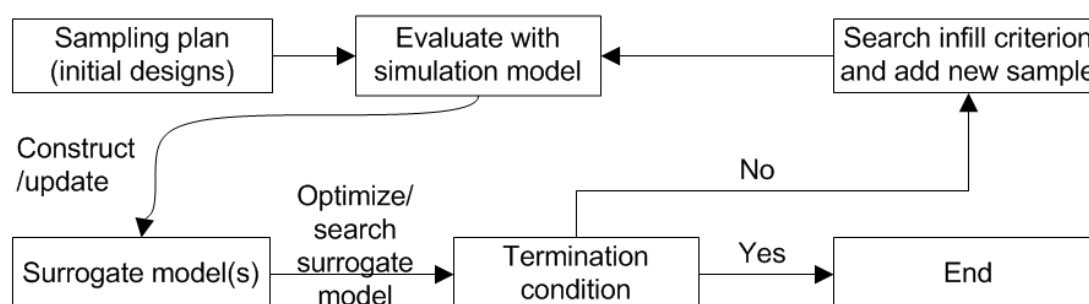 Sampling plan
(initial designs)
Evaluate with
simulation model
Search infill criterion
and add new sample
Construct
/update
No
Optimize/
search
surrogate
model
Surrogate model(s)
Termination
condition
Yes
End